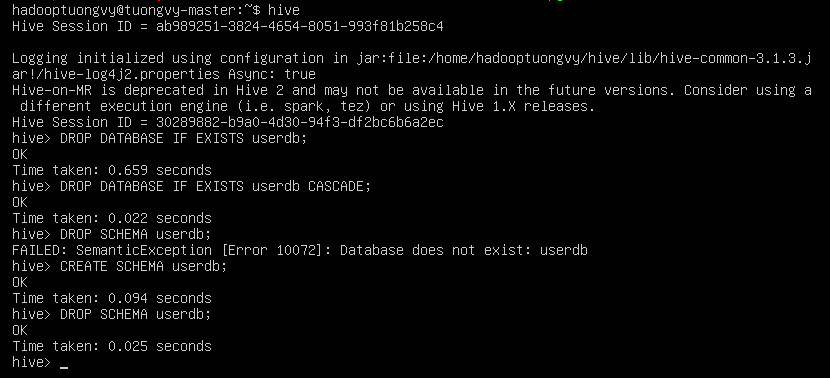 hadooptuongvy@tuongvy-master:~$ hive
Hive Session ID = ab989251-3824-4654-8051-993f81b258c4
Logging initialized using configuration in jar:file:/home/hadooptuongvy/hive/lib/hive-common-3.1.3.j
ar!/hive-log4j2.properties Async: true
Hive-on-MR is deprecated in Hive 2 and may not be available in the future versions. Consider using a
 different execution engine (i.e. spark, tez) or using Hive 1.X releases.
Hive Session ID = 30289882-b9a0-4d30-94f3-df2bc6b6a2ec
hive> DROP DATABASE IF EXISTS userdb;
OK
Time taken: 0.659 seconds
hive> DROP DATABASE IF EXISTS userdb CASCADE;
OK
Time taken: 0.022 seconds
hive> DROP SCHEMA userdb;
FAILED: SemanticException [Error 10072]: Database does not exist: userdb
hive> CREATE SCHEMA userdb;
OK
Time taken: 0.094 seconds
hive> DROP SCHEMA userdb;
OK
Time taken: 0.025 seconds
hive> _